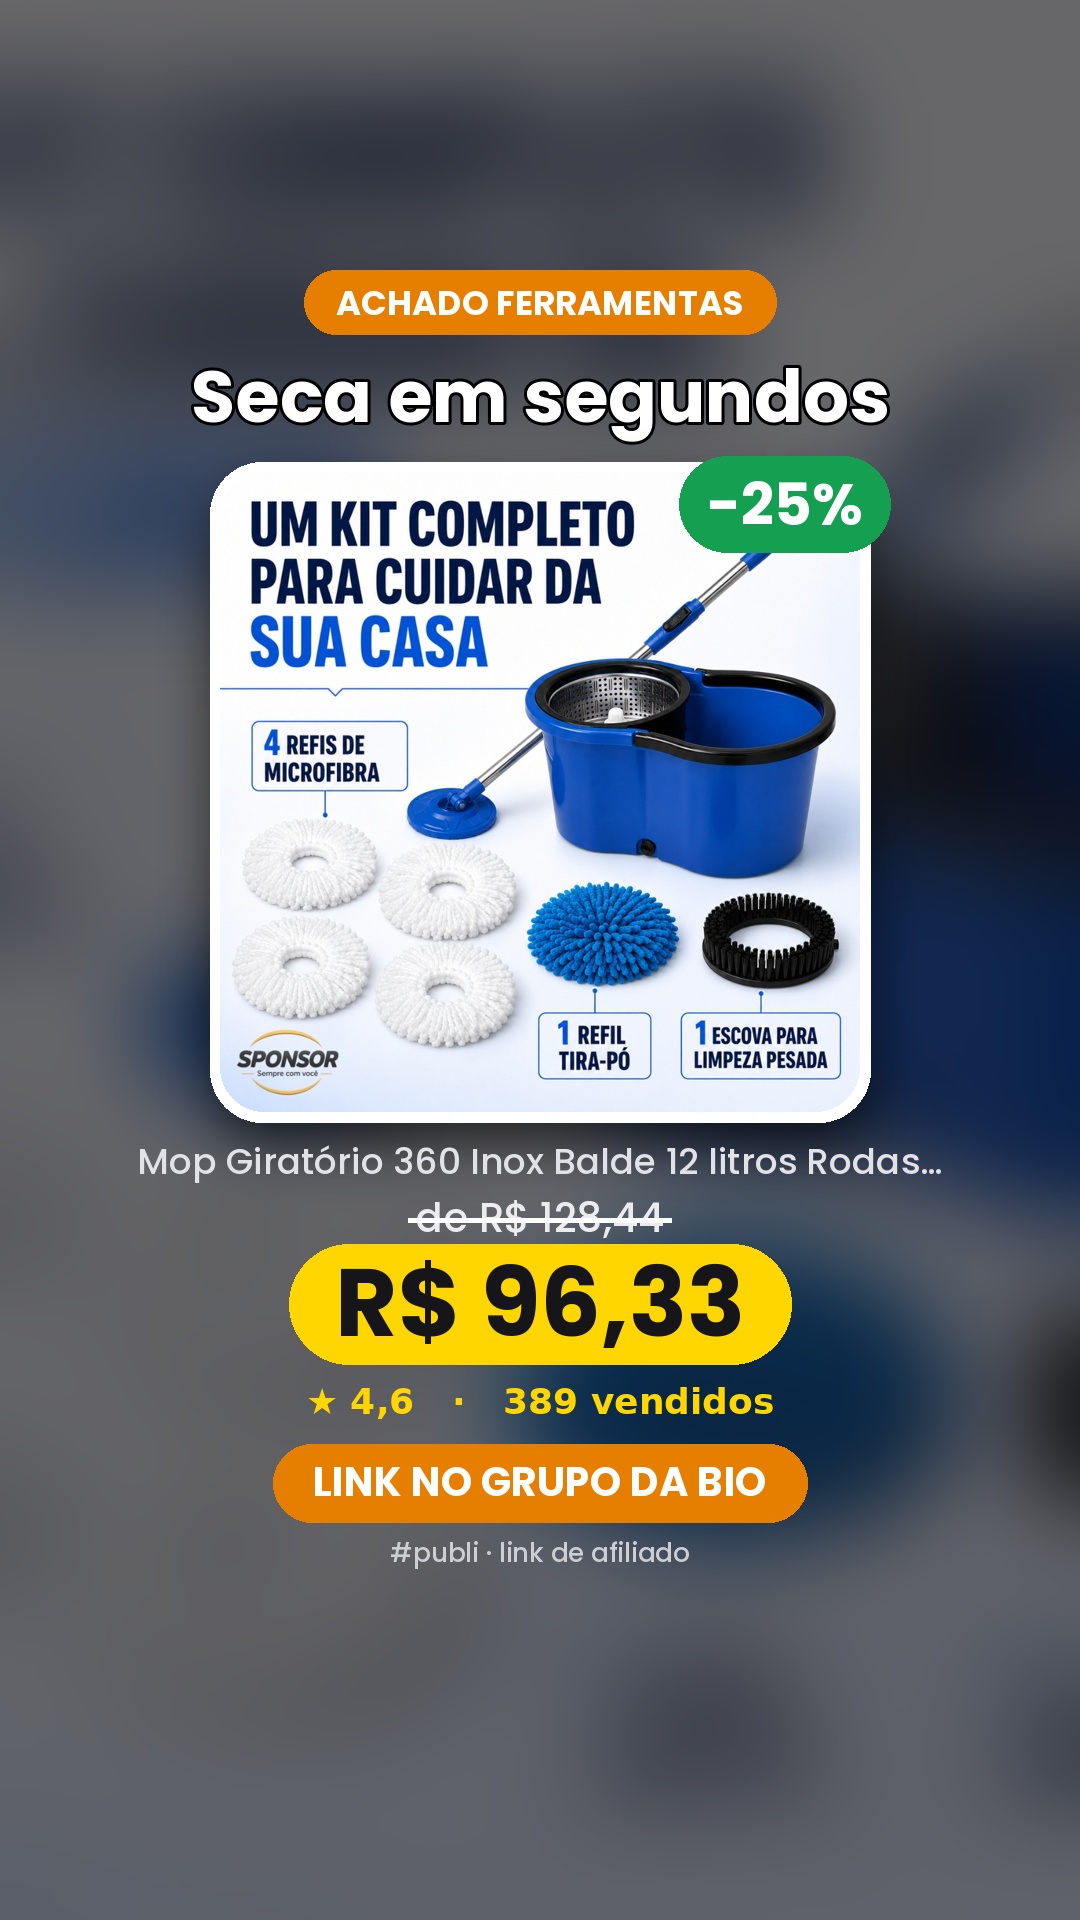 ACHADO FERRAMENTAS
Seca em segundos
-25%
UM KIT COMPLETO
PARA CUIDAR DA
SUA CASA
4 REFIS DE
MICROFIBRA
1 REFIL
TIRA-PÓ
1 ESCOVA PARA
LIMPEZA PESADA
SPONSOR
Sempre com você
Mop Giratório 360 Inox Balde 12 litros Rodas...
de R$ 128,44
R$ 96,33
★ 4,6 · 389 vendidos
LINK NO GRUPO DA BIO
#publi · link de afiliado